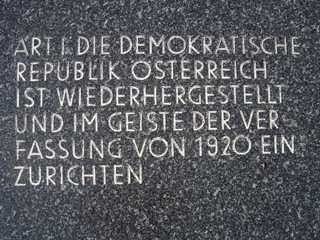 ART I. DIE DEMOKRATISCHE
REPUBLIK ÖSTERREICH
IST WIEDERHERGESTELLT
UND IM GEISTE DER VER
FASSUNG VON 1920 EIN
ZURICHTEN